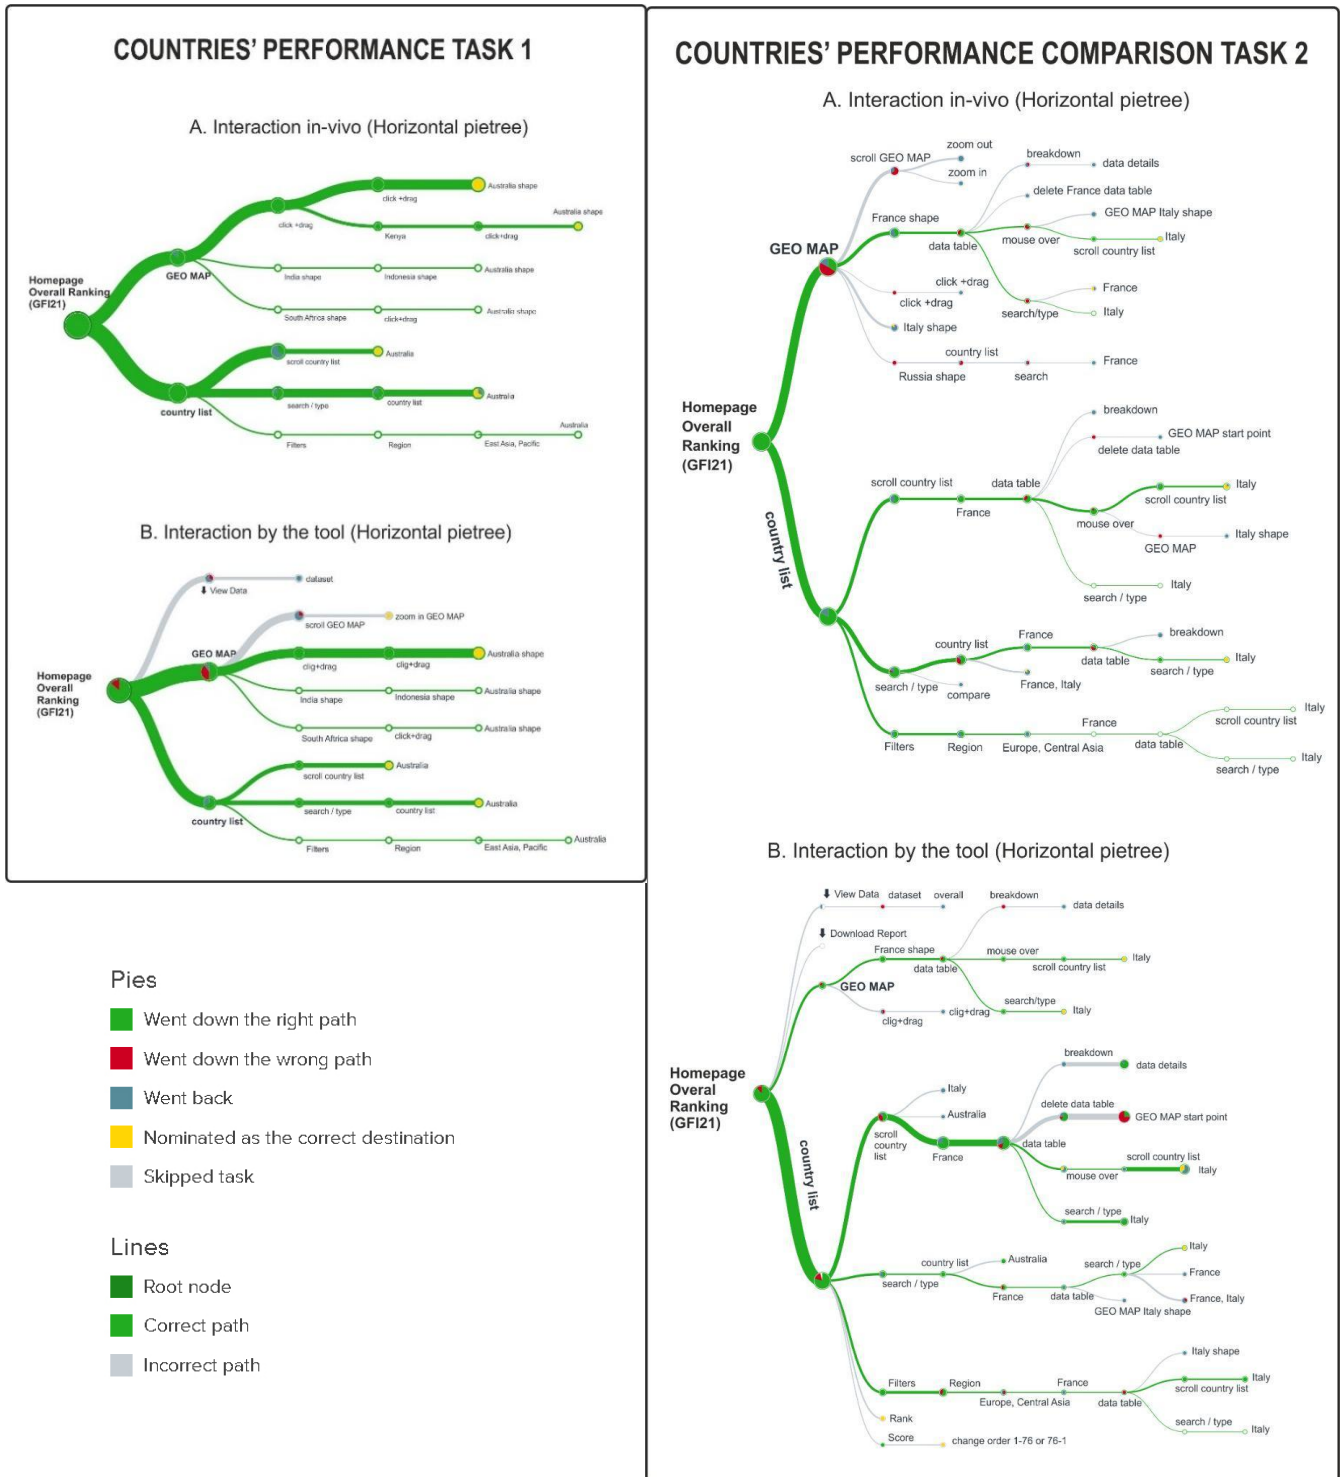 COUNTRIES' PERFORMANCE TASK 1
A. Interaction in-vivo (Horizontal pietree)
Australia shape
click +drag
Australia shape
click +drag
Kenya
click+drag
GEO MAP
India shape
Indonesia shape
Australia shape
Homepage
Overall Ranking
(GFI21)
South Africa shape
click+drag
Australia shape
scroll country list
Australia
search / type
country list
Australia
country list
Australia
Filters
Region
East Asia, Pacific
B. Interaction by the tool (Horizontal pietree)
dataset
⬇ View Data
scroll GEO MAP
zoom in GEO MAP
GEO MAP
clig+drag
clig+drag
Australia shape
Homepage
Overall
Ranking
(GFI21)
India shape
Indonesia shape
Australia shape
South Africa shape
click+drag
Australia shape
scroll country list
Australia
search / type
country list
Australia
country list
Filters
Region
East Asia, Pacific
Australia
Pies
Went down the right path
Went down the wrong path
Went back
Nominated as the correct destination
Skipped task
Lines
Root node
Correct path
Incorrect path
COUNTRIES' PERFORMANCE COMPARISON TASK 2
A. Interaction in-vivo (Horizontal pietree)
zoom out
scroll GEO MAP
zoom in
breakdown
data details
delete France data table
France shape
data table
GEO MAP Italy shape
mouse over
scroll country list
Italy
GEO MAP
click +drag
click +drag
France
search/type
Italy
Italy shape
Russia shape
country list
search
France
Homepage
Overall
Ranking
(GFI21)
country list
scroll country list
France
data table
breakdown
GEO MAP start point
delete data table
Italy
scroll country list
mouse over
GEO MAP
Italy shape
Italy
search / type
search / type
country list
compare
France
France, Italy
data table
breakdown
search / type
Italy
Filters
Region
Europe, Central Asia
France
data table
Italy
scroll country list
search / type
Italy
B. Interaction by the tool (Horizontal pietree)
⬇ View Data
dataset
overall
breakdown
data details
⬇ Download Report
France shape
data table
mouse over
scroll country list
Italy
GEO MAP
search/type
Italy
clig+drag
clig+drag
Homepage
Overal
Ranking
(GFI21)
country list
scroll
country
list
Italy
Australia
France
data table
breakdown
data details
delete data table
GEO MAP start point
scroll country list
mouse over
Italy
search / type
Italy
search / type
country list
Australia
France
data table
search / type
Italy
France
France, Italy
GEO MAP Italy shape
Filters
Region
Europe, Central Asia
France
data table
Italy shape
Italy
scroll country list
search / type
Italy
Rank
Score
change order 1-76 or 76-1